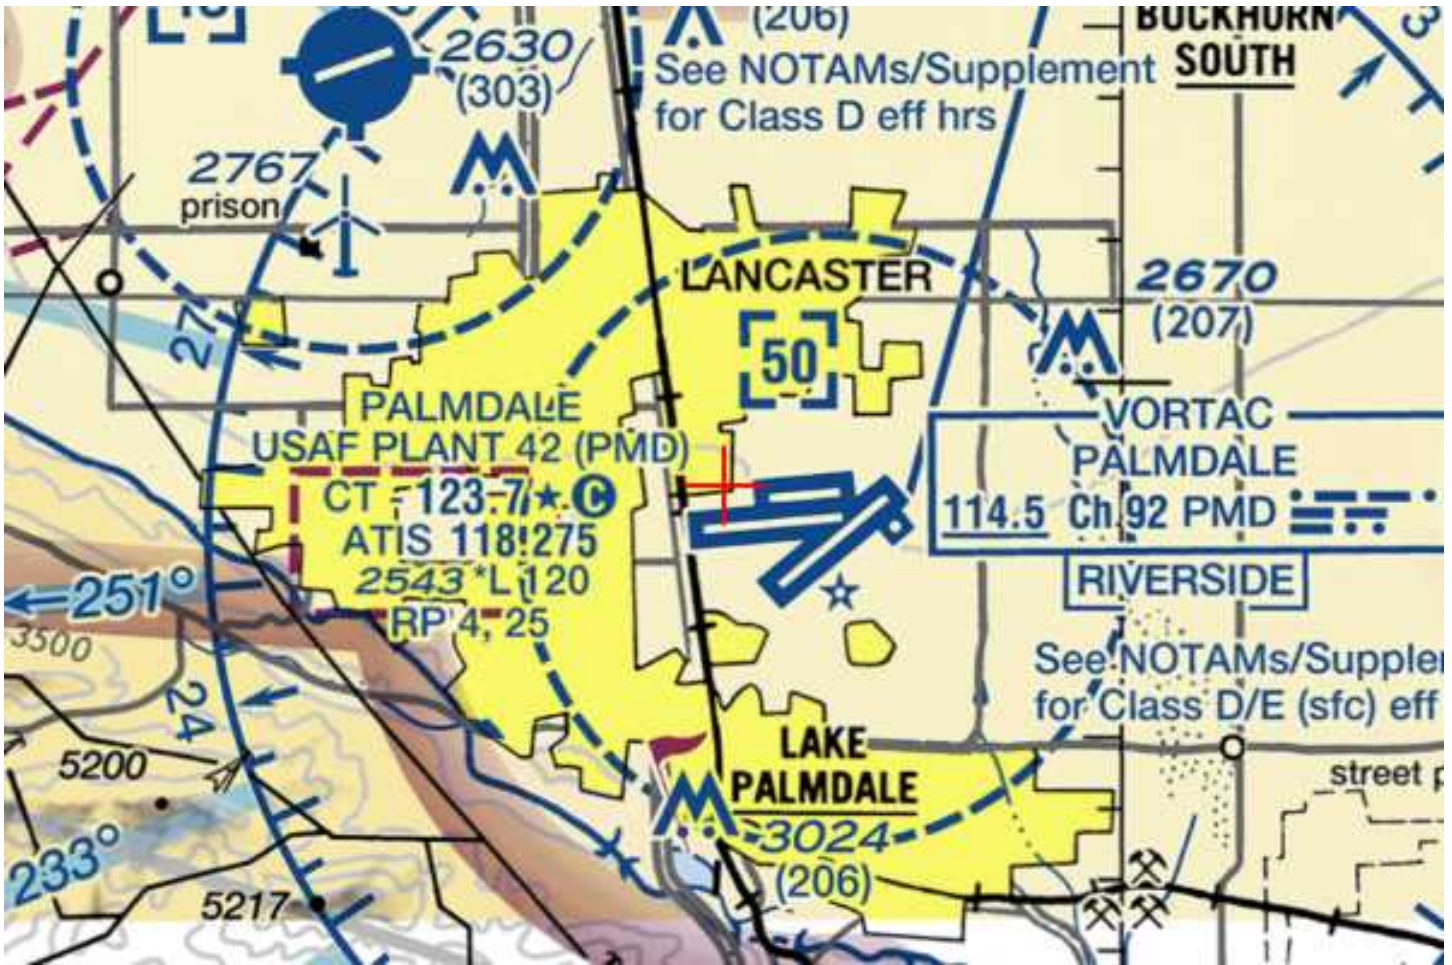 (206)
2630
(303)
See NOTAMs/Supplement
for Class D eff hrs
BUCKHORN
SOUTH
3
2767
prison
LANCASTER
2670
(207)
27
50
PALMDALE
USAF PLANT 42 (PMD)
CT - 123.7 ★ C
ATIS 118.275
2543 *L 120
RP 4, 25
VORTAC
PALMDALE
114.5 Ch 92 PMD
RIVERSIDE
251°
3500
See NOTAMs/Supplem
for Class D/E (sfc) eff
24
5200
LAKE
PALMDALE
street p
3024
(206)
233°
5217